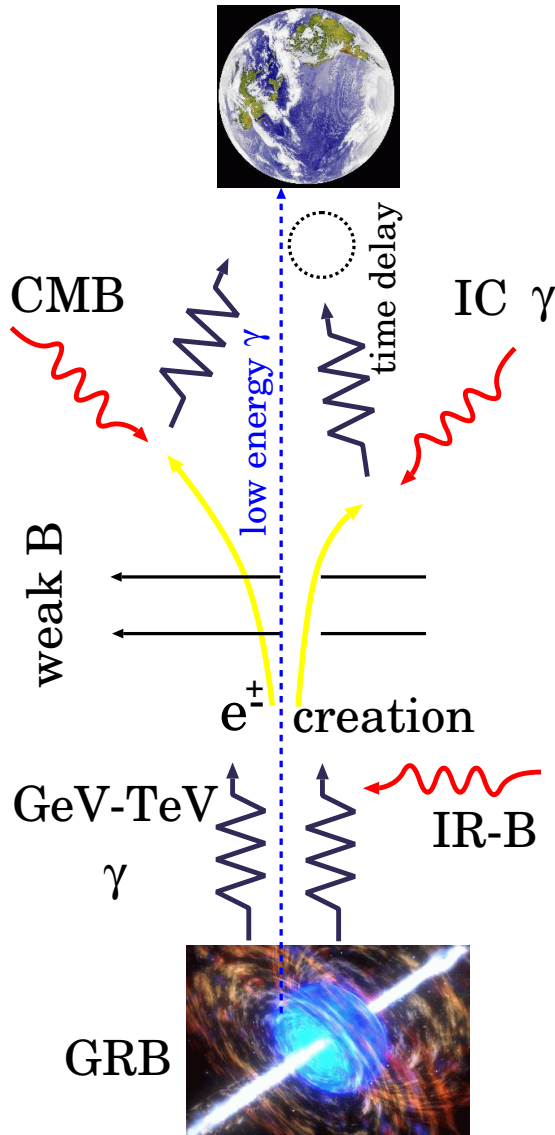 CMB
low energy γ
time delay
IC γ
weak B
e± creation
GeV-TeV
γ
IR-B
GRB